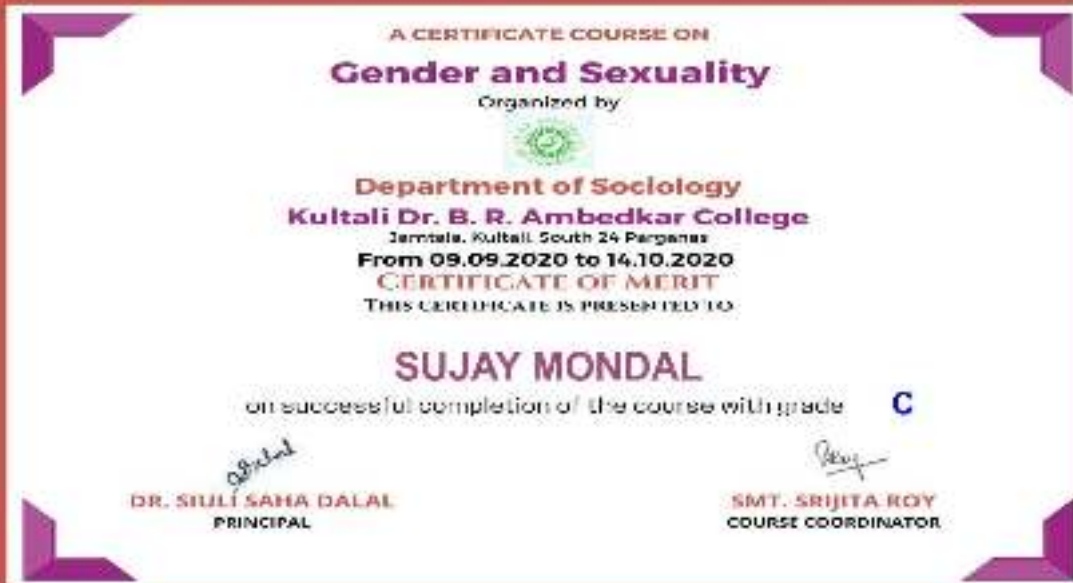 A CERTIFICATE COURSE ON
Gender and Sexuality
Organized by
Department of Sociology
Kultali Dr. B. R. Ambedkar College
Jamtala, Kultali, South 24 Parganas
From 09.09.2020 to 14.10.2020
CERTIFICATE OF MERIT
THIS CERTIFICATE IS PRESENTED TO
SUJAY MONDAL
on successful completion of the course with grade C
DR. SIULI SAHA DALAL
PRINCIPAL
SMT. SRIJITA ROY
COURSE COORDINATOR